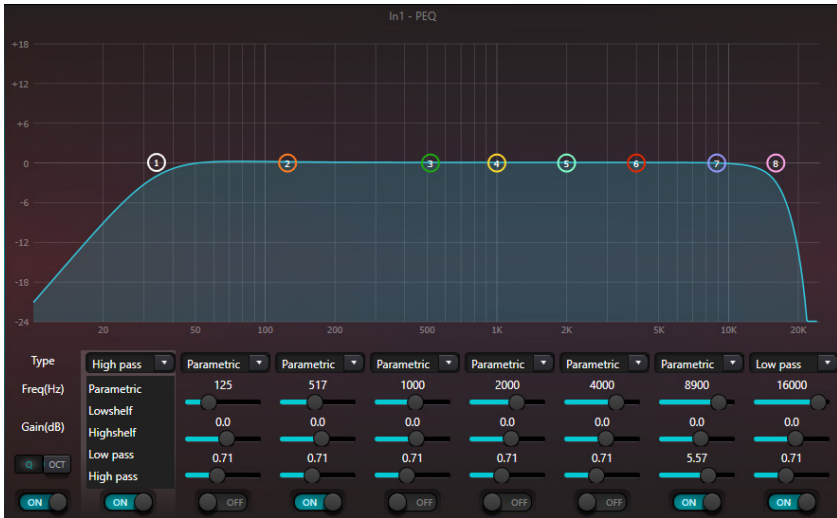 In1 - PEQ
+18
+12
+6
0
-6
-12
-18
-24
1 2 3 4 5 6 7 8
20 50 100 200 500 1K 2K 5K 10K 20K
Type High pass Parametric Parametric Parametric Parametric Parametric Parametric Low pass
Parametric
Lowshelf
Highshelf
Low pass
High pass
Freq(Hz) 125 517 1000 2000 4000 8900 16000
Gain(dB) 0.0 0.0 0.0 0.0 0.0 0.0 0.0
Q OCT 0.71 0.71 0.71 0.71 0.71 5.57 0.71
ON ON OFF ON OFF OFF OFF ON ON